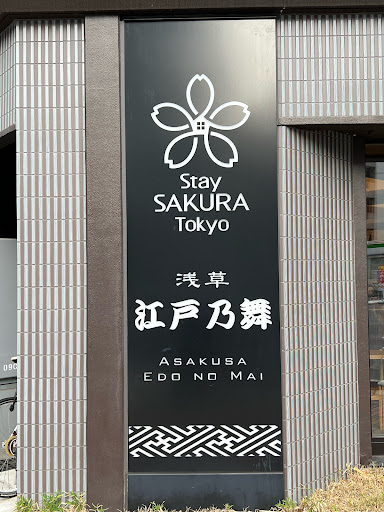 Stay
SAKURA
Tokyo
浅草
江戸乃舞
ASAKUSA
EDO NO MAI